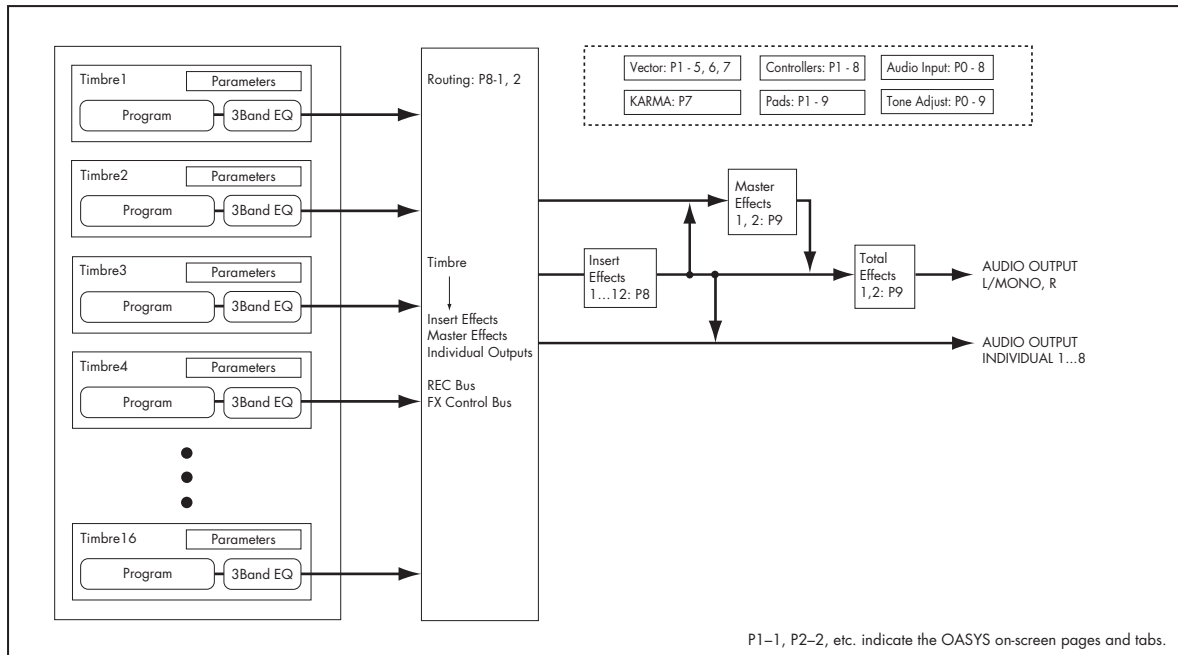 Timbre1
Parameters
Program
3Band EQ
Timbre2
Parameters
Program
3Band EQ
Timbre3
Parameters
Program
3Band EQ
Timbre4
Parameters
Program
3Band EQ
Timbre16
Parameters
Program
3Band EQ
Routing: P8-1, 2
Timbre
Insert Effects
Master Effects
Individual Outputs
REC Bus
FX Control Bus
Vector: P1 - 5, 6, 7
Controllers: P1 - 8
Audio Input: P0 - 8
KARMA: P7
Pads: P1 - 9
Tone Adjust: P0 - 9
Master
Effects
1, 2: P9
Insert
Effects
1...12: P8
Total
Effects
1,2: P9
AUDIO OUTPUT
L/MONO, R
AUDIO OUTPUT
INDIVIDUAL 1...8
P1–1, P2–2, etc. indicate the OASYS on-screen pages and tabs.